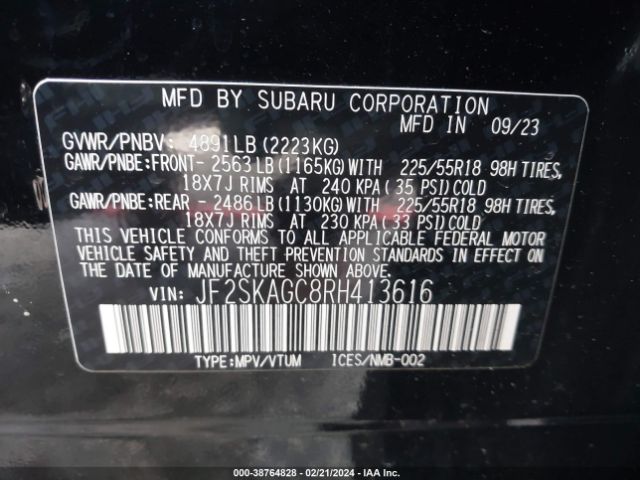 MFD BY SUBARU CORPORATION
MFD IN 09/23
GVWR/PNBV: 4891LB (2223KG)
GAWR/PNBE:FRONT- 2563LB(1165KG)WITH 225/55R18 98H TIRES,
18X7J RIMS AT 240 KPA (35 PSI)COLD
GAWR/PNBE:REAR - 2486LB(1130KG)WITH 225/55R18 98H TIRES,
18X7J RIMS AT 230 KPA(33 PSI)COLD
THIS VEHICLE CONFORMS TO ALL APPLICABLE FEDERAL MOTOR
VEHICLE SAFETY AND THEFT PREVENTION STANDARDS IN EFFECT
ON THE DATE OF MANUFACTURE SHOWN ABOVE.
VIN: JF2SKAGC8RH413616
TYPE:MPV/VTUM ICES/NMB-002
000-38764828 - 02/21/2024 - IAA Inc.